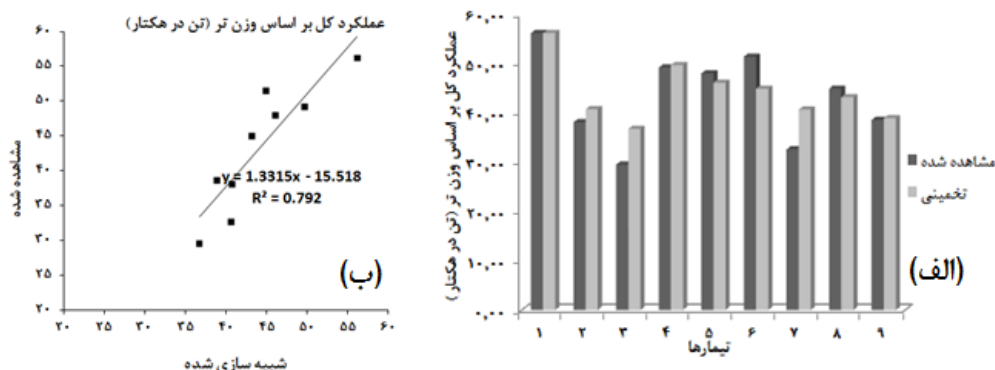 عملکرد کل بر اساس وزن تر (تن در هکتار)
۶۰,۰۰
۵۰,۰۰
۴۰,۰۰
۳۰,۰۰
۲۰,۰۰
۱۰,۰۰
۰,۰۰
۱ ۲ ۳ ۴ ۵ ۶ ۷ ۸ ۹
تیمارها
مشاهده شده
تخمینی
(الف)
عملکرد کل بر اساس وزن تر (تن در هکتار)
مشاهده شده
۶۰
۵۵
۵۰
۴۵
۴۰
۳۵
۳۰
۲۵
۲۰
y = 1.3315x - 15.518
R² = 0.792
(ب)
۲۰ ۲۵ ۳۰ ۳۵ ۴۰ ۴۵ ۵۰ ۵۵ ۶۰
شبیه سازی شده